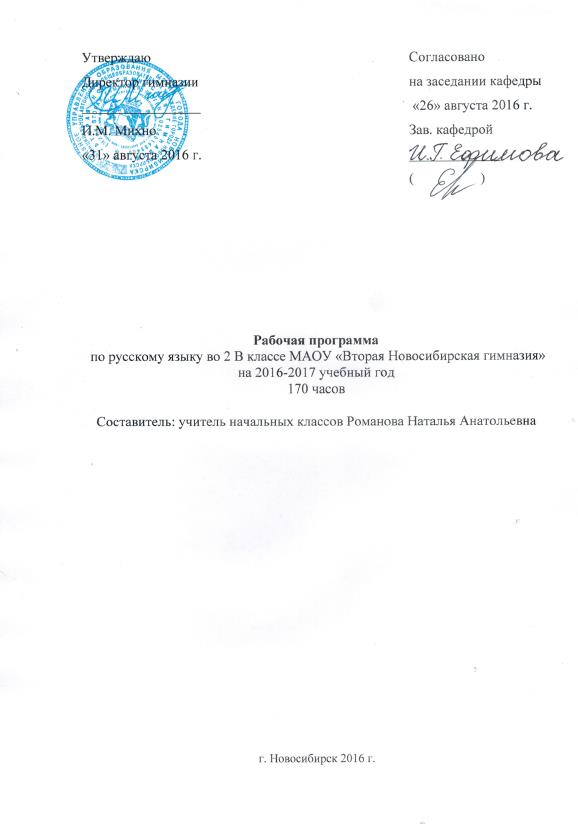 Утверждаю
Директор гимназии
И.М. Михно
«31» августа 2016 г.
Согласовано
на заседании кафедры
«26» августа 2016 г.
Зав. кафедрой
И.Г. Ефимова
( )
Рабочая программа
по русскому языку во 2 В классе МАОУ «Вторая Новосибирская гимназия»
на 2016-2017 учебный год
170 часов
Составитель: учитель начальных классов Романова Наталья Анатольевна
г. Новосибирск 2016 г.